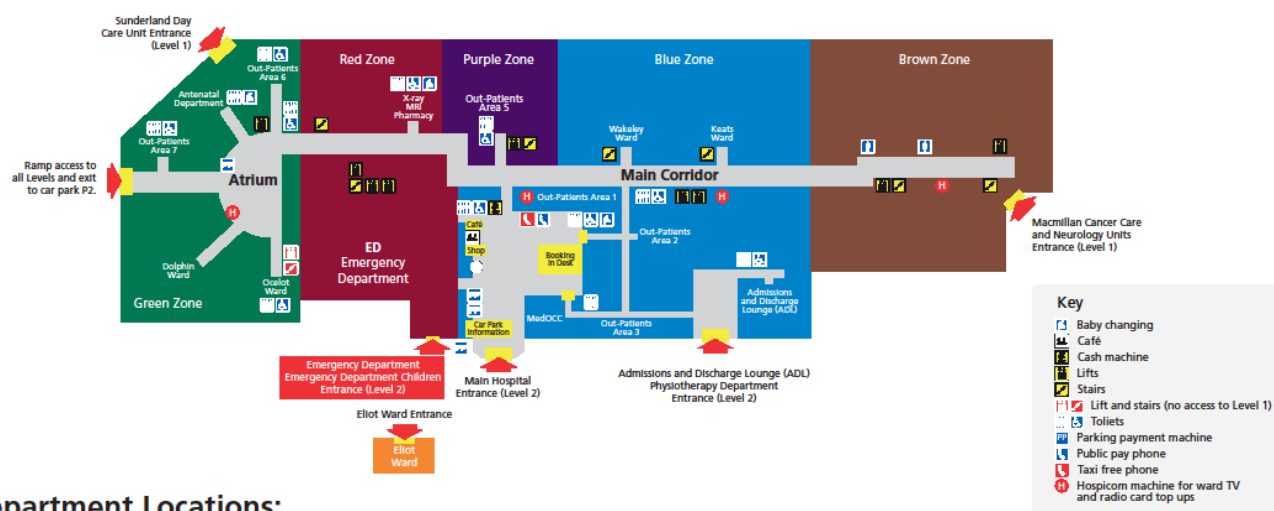 Sunderland Day
Care Unit Entrance
(Level 1)
Red Zone
Purple Zone
Blue Zone
Brown Zone
Out-Patients
Area 6
Antenatal
Department
X-ray
MRI
Pharmacy
Out-Patients
Area 5
Out-Patients
Area 7
Wakeley
Ward
Keats
Ward
Ramp access to
all Levels and exit
to car park P2.
Atrium
Main Corridor
H
H Out-Patients Area 1
H
H
Café
Shop
Out-Patients
Area 2
Booking
In Desk
Macmillan Cancer Care
and Neurology Units
Entrance (Level 1)
ED
Emergency
Department
Dolphin
Ward
Ocelot
Ward
Green Zone
Admissions
and Discharge
Lounge (ADL)
MedOCC
Car Park
Information
Out-Patients
Area 3
Emergency Department
Emergency Department Children
Entrance (Level 2)
Main Hospital
Entrance (Level 2)
Admissions and Discharge Lounge (ADL)
Physiotherapy Department
Entrance (Level 2)
Eliot Ward Entrance
Eliot
Ward
Key
Baby changing
Café
Cash machine
Lifts
Stairs
Lift and stairs (no access to Level 1)
Toliets
PP Parking payment machine
Public pay phone
Taxi free phone
H Hospicom machine for ward TV
and radio card top ups
epartment Locations: